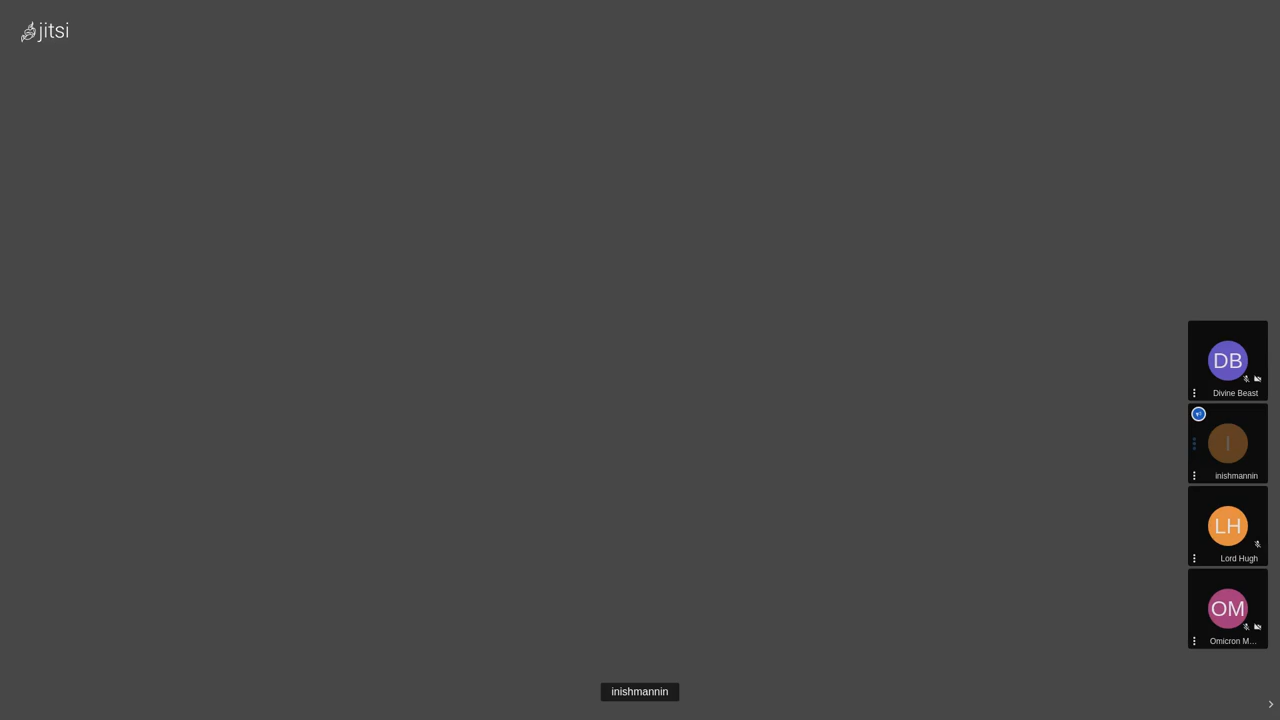 jitsi
DB
Divine Beast
I
inishmannin
LH
Lord Hugh
OM
Omicron M...
inishmannin